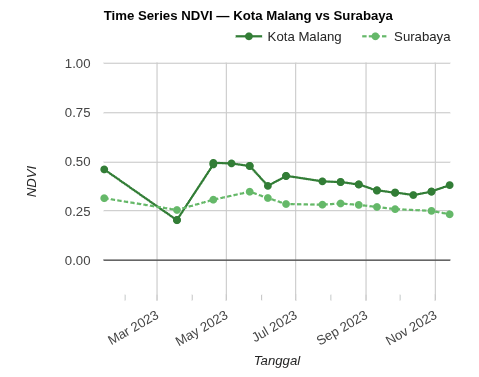 Time Series NDVI — Kota Malang vs Surabaya
Kota Malang
Surabaya
1.00
0.75
0.50
0.25
0.00
NDVI
Mar 2023
May 2023
Jul 2023
Sep 2023
Nov 2023
Tanggal